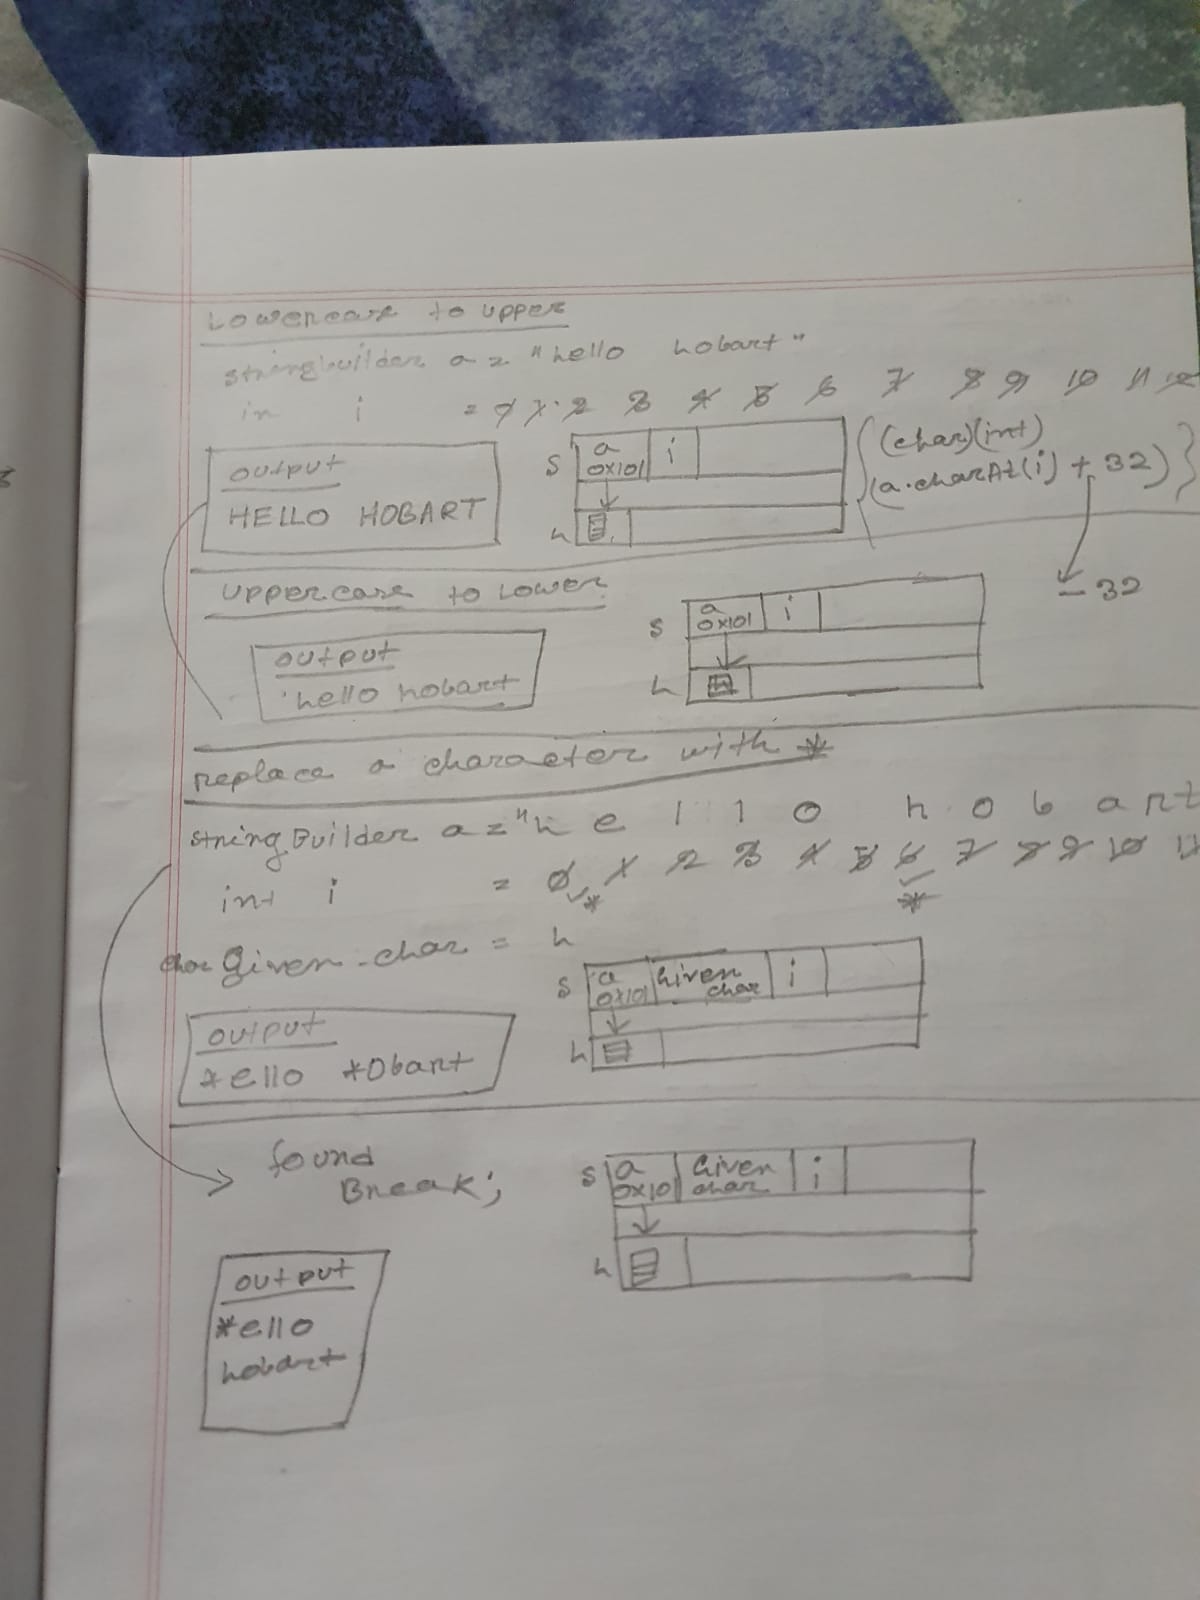 Lowercase to upper
stringbuilder a = "hello hobart"
in i = 0 1 2 3 4 5 6 7 8 9 10 11 12
output
HELLO HOBART
S a 0x101 i
h
{ (char)(int)
(a.charAt(i) + 32) }
- 32
uppercase to Lower
output
'hello hobart
S a 0x101 i
h
replace a character with *
string Builder a = "h e l l o h o b a r t
int i = 0 1 2 3 4 5 6 7 8 9 10 11
* *
char Given-char = h
S a 0x101 Given char i
h
output
*ello *obart
found
Break;
S a 0x101 Given char i
h
output
*ello
hobart